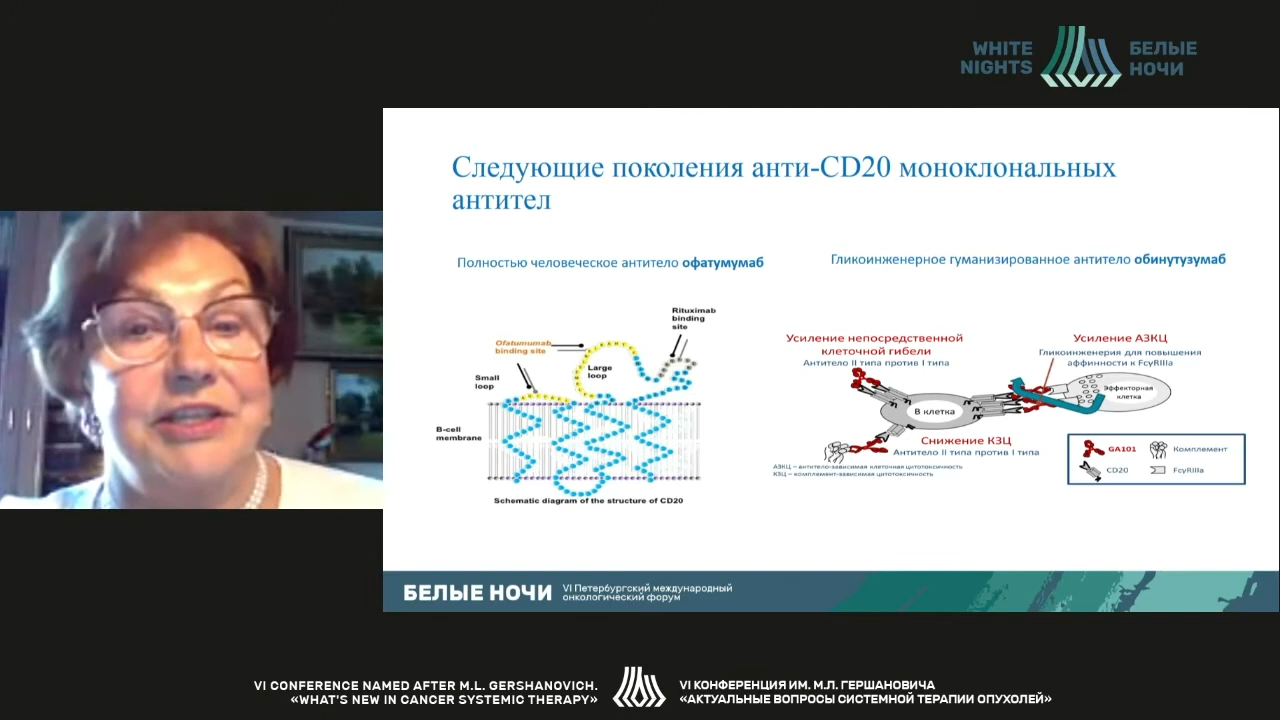 WHITE
NIGHTS
БЕЛЫЕ
НОЧИ
Следующие поколения анти-CD20 моноклональных
антител
Полностью человеческое антитело офатумумаб
Гликоинженерное гуманизированное антитело обинутузумаб
Rituximab
binding
site
Ofatumumab
binding site
Large
loop
Small
loop
B-cell
membrane
Schematic diagram of the structure of CD20
Усиление непосредственной
клеточной гибели
Антитело II типа против I типа
Усиление АЗКЦ
Гликоинженерия для повышения
аффинности к FcγRIIIa
Эффекторная
клетка
В клетка
Снижение КЗЦ
Антитело II типа против I типа
АЗКЦ – антитело-зависимая клеточная цитотоксичность
КЗЦ – комплемент-зависимая цитотоксичность
GA101
Комплемент
CD20
FcγRIIIa
БЕЛЫЕ НОЧИ
VI Петербургский международный
онкологический форум
VI CONFERENCE NAMED AFTER M.L. GERSHANOVICH.
«WHAT'S NEW IN CANCER SYSTEMIC THERAPY»
VI КОНФЕРЕНЦИЯ ИМ. М.Л. ГЕРШАНОВИЧА
«АКТУАЛЬНЫЕ ВОПРОСЫ СИСТЕМНОЙ ТЕРАПИИ ОПУХОЛЕЙ»